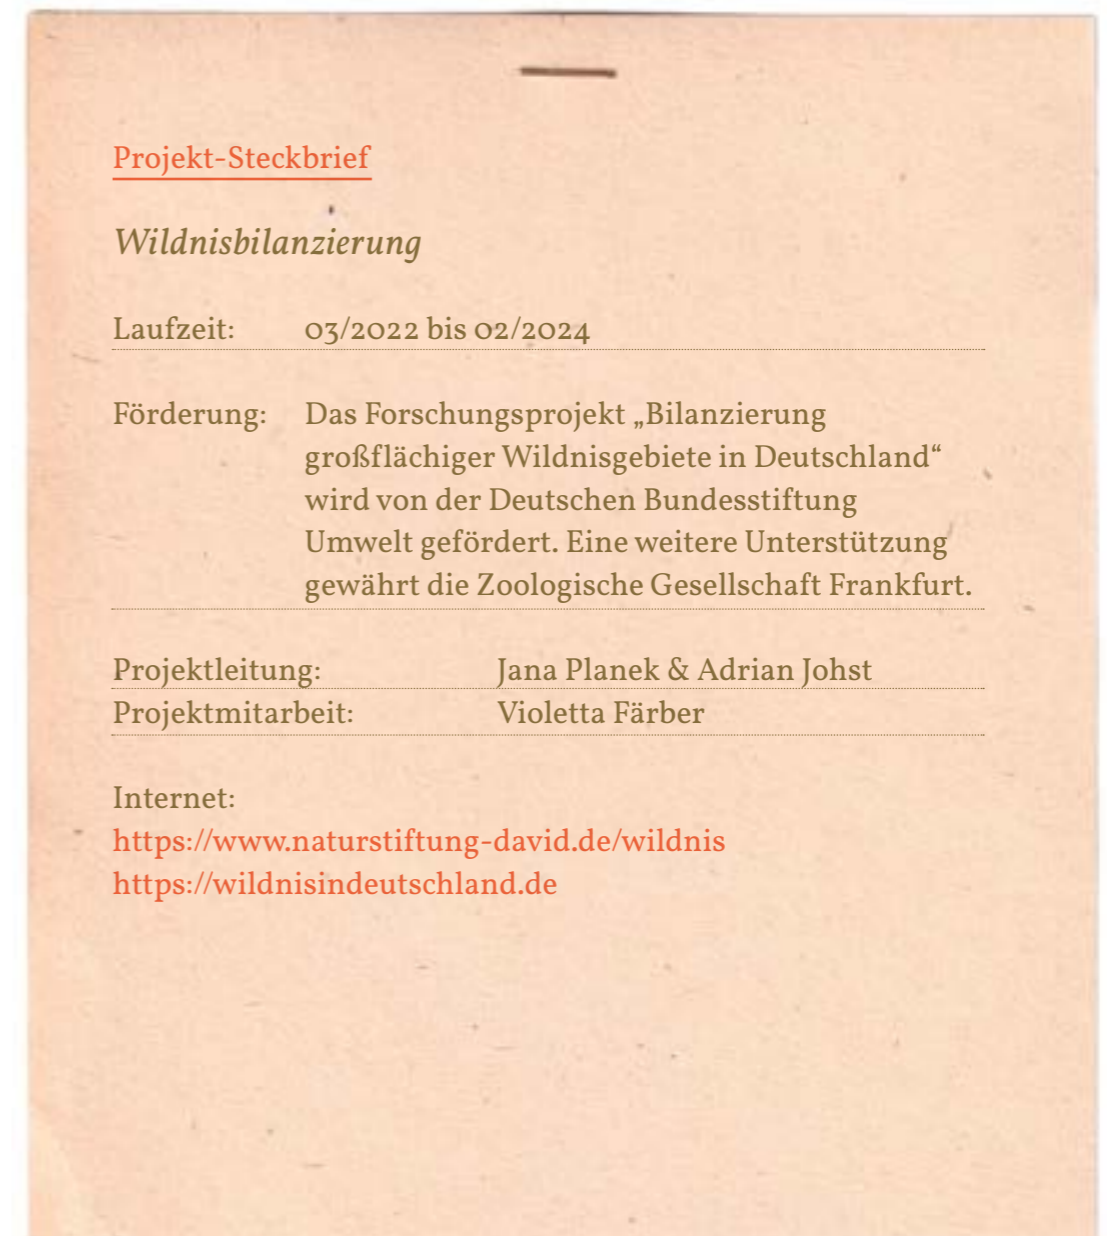 Projekt-Steckbrief
Wildnisbilanzierung
Laufzeit: 03/2022 bis 02/2024
Förderung: Das Forschungsprojekt „Bilanzierung
großflächiger Wildnisgebiete in Deutschland“
wird von der Deutschen Bundesstiftung
Umwelt gefördert. Eine weitere Unterstützung
gewährt die Zoologische Gesellschaft Frankfurt.
Projektleitung: Jana Planek & Adrian Johst
Projektmitarbeit: Violetta Färber
Internet:
https://www.naturstiftung-david.de/wildnis
https://wildnisindeutschland.de